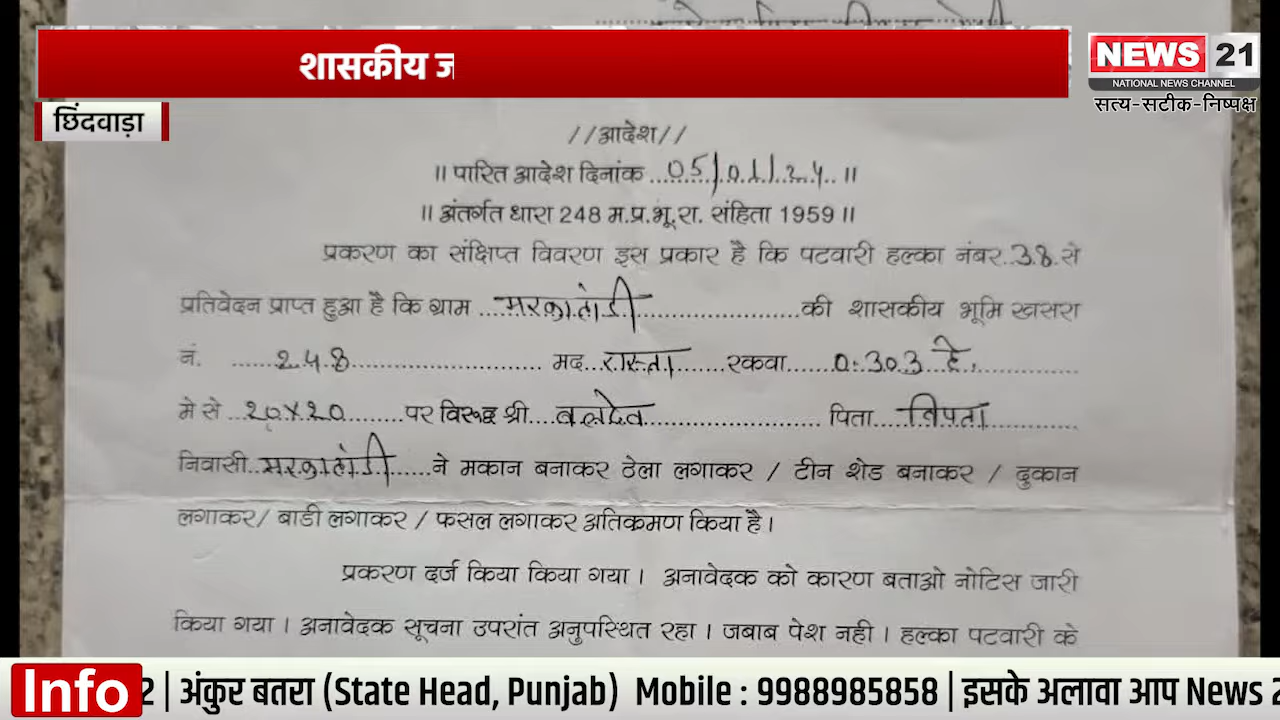 शासकीय ज
NEWS 21
NATIONAL NEWS CHANNEL
सत्य-सटीक-निष्पक्ष
छिंदवाड़ा
//आदेश//
॥ पारित आदेश दिनांक ...05/01/24.. ॥
॥ अंतर्गत धारा 248 म.प्र.भू.रा. संहिता 1959 ॥
प्रकरण का संक्षिप्त विवरण इस प्रकार है कि पटवारी हल्का नंबर..38.से
प्रतिवेदन प्राप्त हुआ है कि ग्राम ....मरकातोंडी.....................की शासकीय भूमि खसरा
नं. ......248......................... मद..रास्ता.......रकवा......0.303 हे.................
मे से ..20x20........पर विरूद्ध श्री....बलदेव...................... पिता.............
निवासी..मरकातोंडी......ने मकान बनाकर ठेला लगाकर / टीन शेड बनाकर / दुकान
लगाकर/ बाडी लगाकर / फसल लगाकर अतिक्रमण किया है।
प्रकरण दर्ज किया किया गया। अनावेदक को कारण बताओ नोटिस जारी
किया गया। अनावेदक सूचना उपरांत अनुपस्थित रहा। जबाब पेश नही। हल्का पटवारी के
Info 2 | अंकुर बतरा (State Head, Punjab) Mobile : 9988985858 | इसके अलावा आप News 2